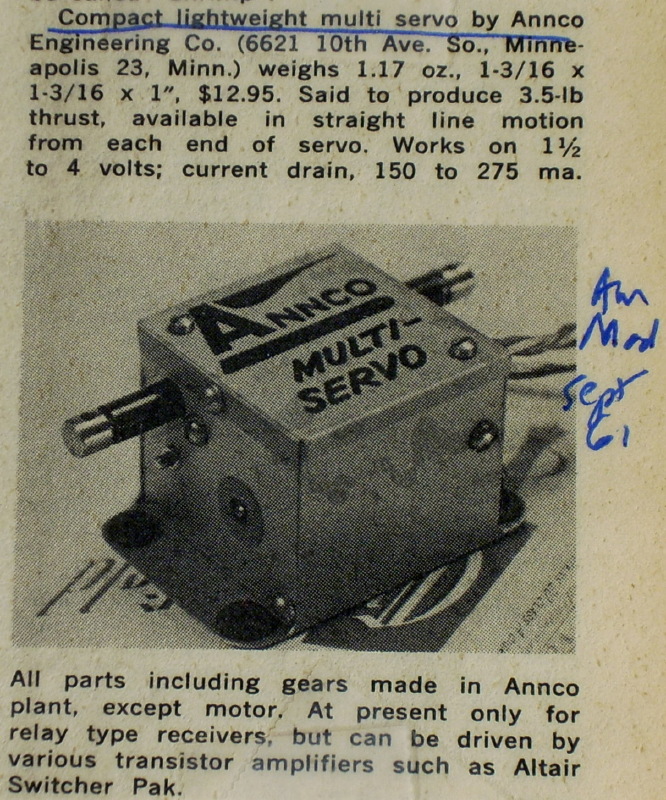 Compact lightweight multi servo by Annco
Engineering Co. (6621 10th Ave. So., Minne-
apolis 23, Minn.) weighs 1.17 oz., 1-3/16 x
1-3/16 x 1″, $12.95. Said to produce 3.5-lb
thrust, available in straight line motion
from each end of servo. Works on 1½
to 4 volts; current drain, 150 to 275 ma.
ANNCO
MULTI-
SERVO
Am
Mod
Sept
61
All parts including gears made in Annco
plant, except motor. At present only for
relay type receivers, but can be driven by
various transistor amplifiers such as Altair
Switcher Pak.